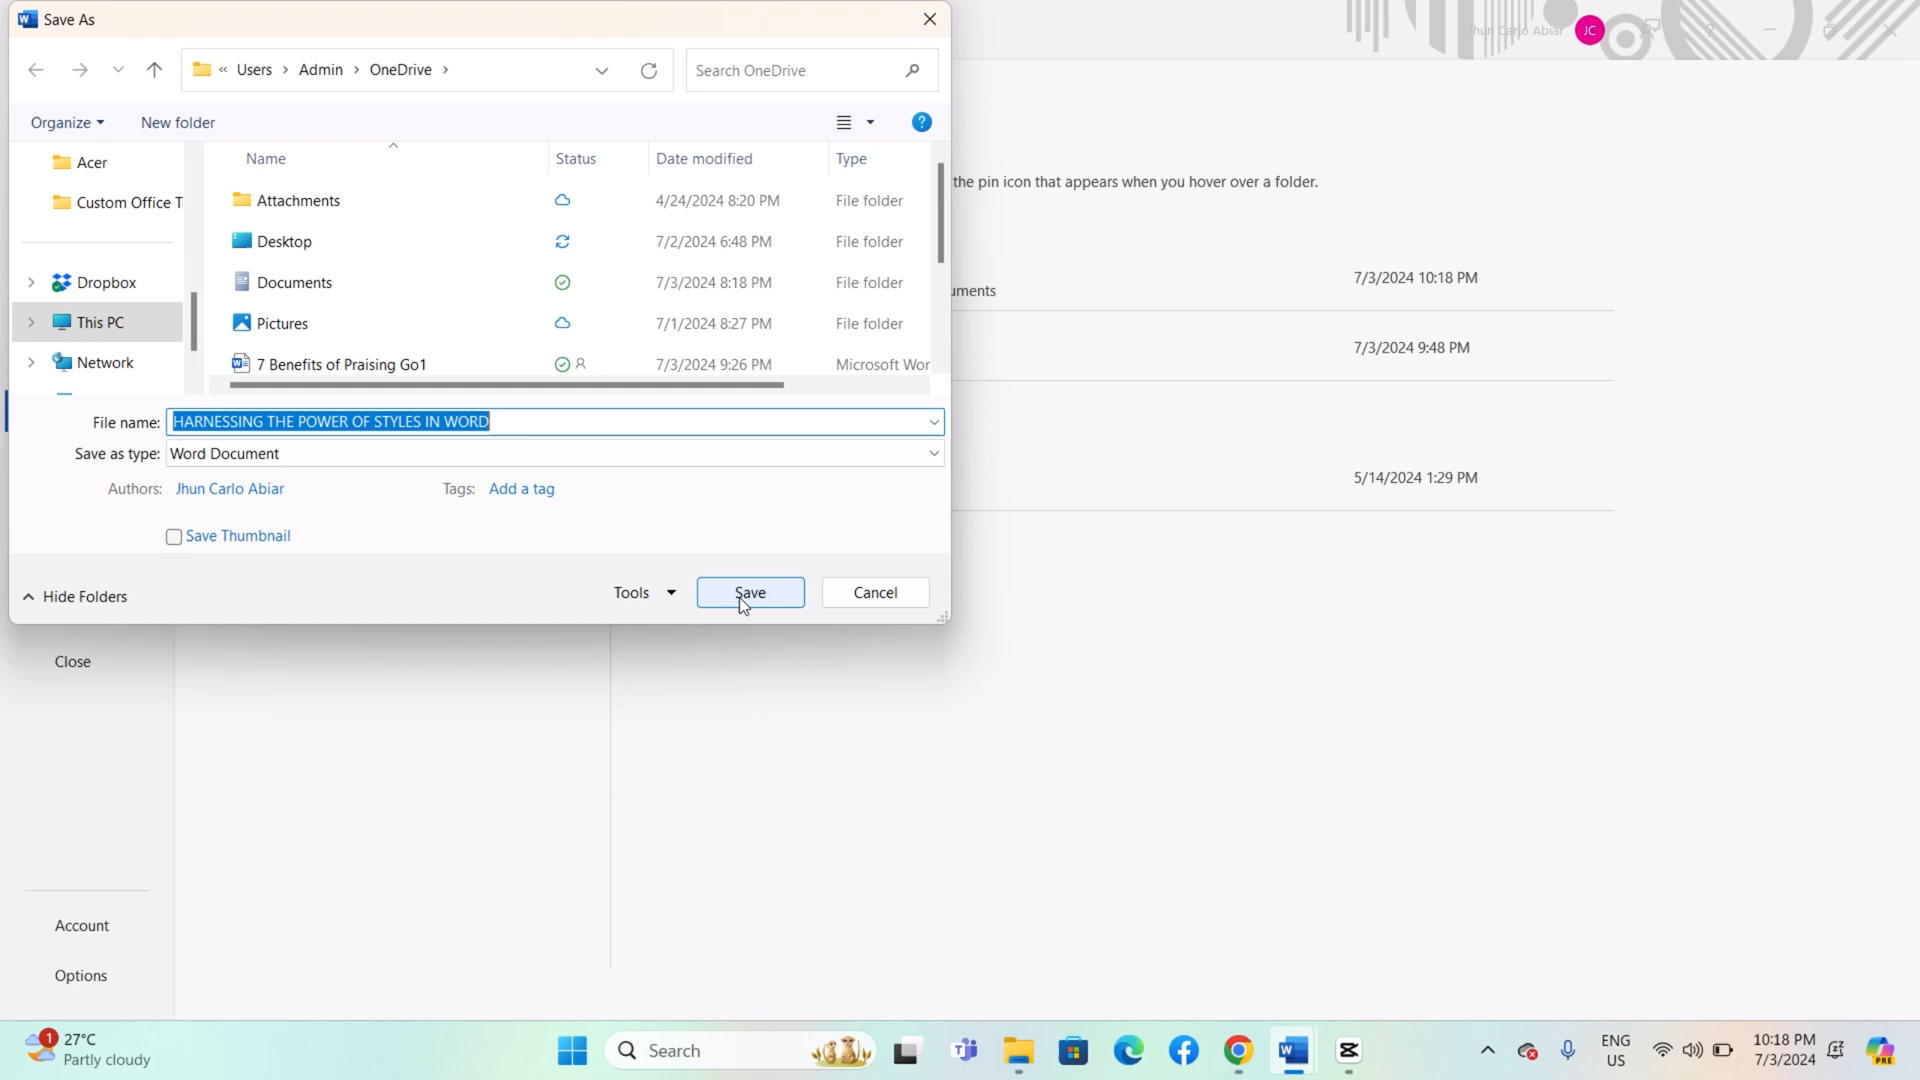 Save As
Jhun Carlo Abiar JC
« Users › Admin › OneDrive ›
Search OneDrive
Organize New folder
?
Name Status Date modified Type
Acer
Custom Office T
Attachments 4/24/2024 8:20 PM File folder
Desktop 7/2/2024 6:48 PM File folder
Documents 7/3/2024 8:18 PM File folder
Pictures 7/1/2024 8:27 PM File folder
7 Benefits of Praising Go1 7/3/2024 9:26 PM Microsoft Wor
Dropbox
This PC
Network
the pin icon that appears when you hover over a folder.
uments
7/3/2024 10:18 PM
7/3/2024 9:48 PM
5/14/2024 1:29 PM
File name: HARNESSING THE POWER OF STYLES IN WORD
Save as type: Word Document
Authors: Jhun Carlo Abiar Tags: Add a tag
Save Thumbnail
Hide Folders
Tools Save Cancel
Close
Account
Options
1
27°C
Partly cloudy
Search
ENG
US
10:18 PM
7/3/2024
PRE